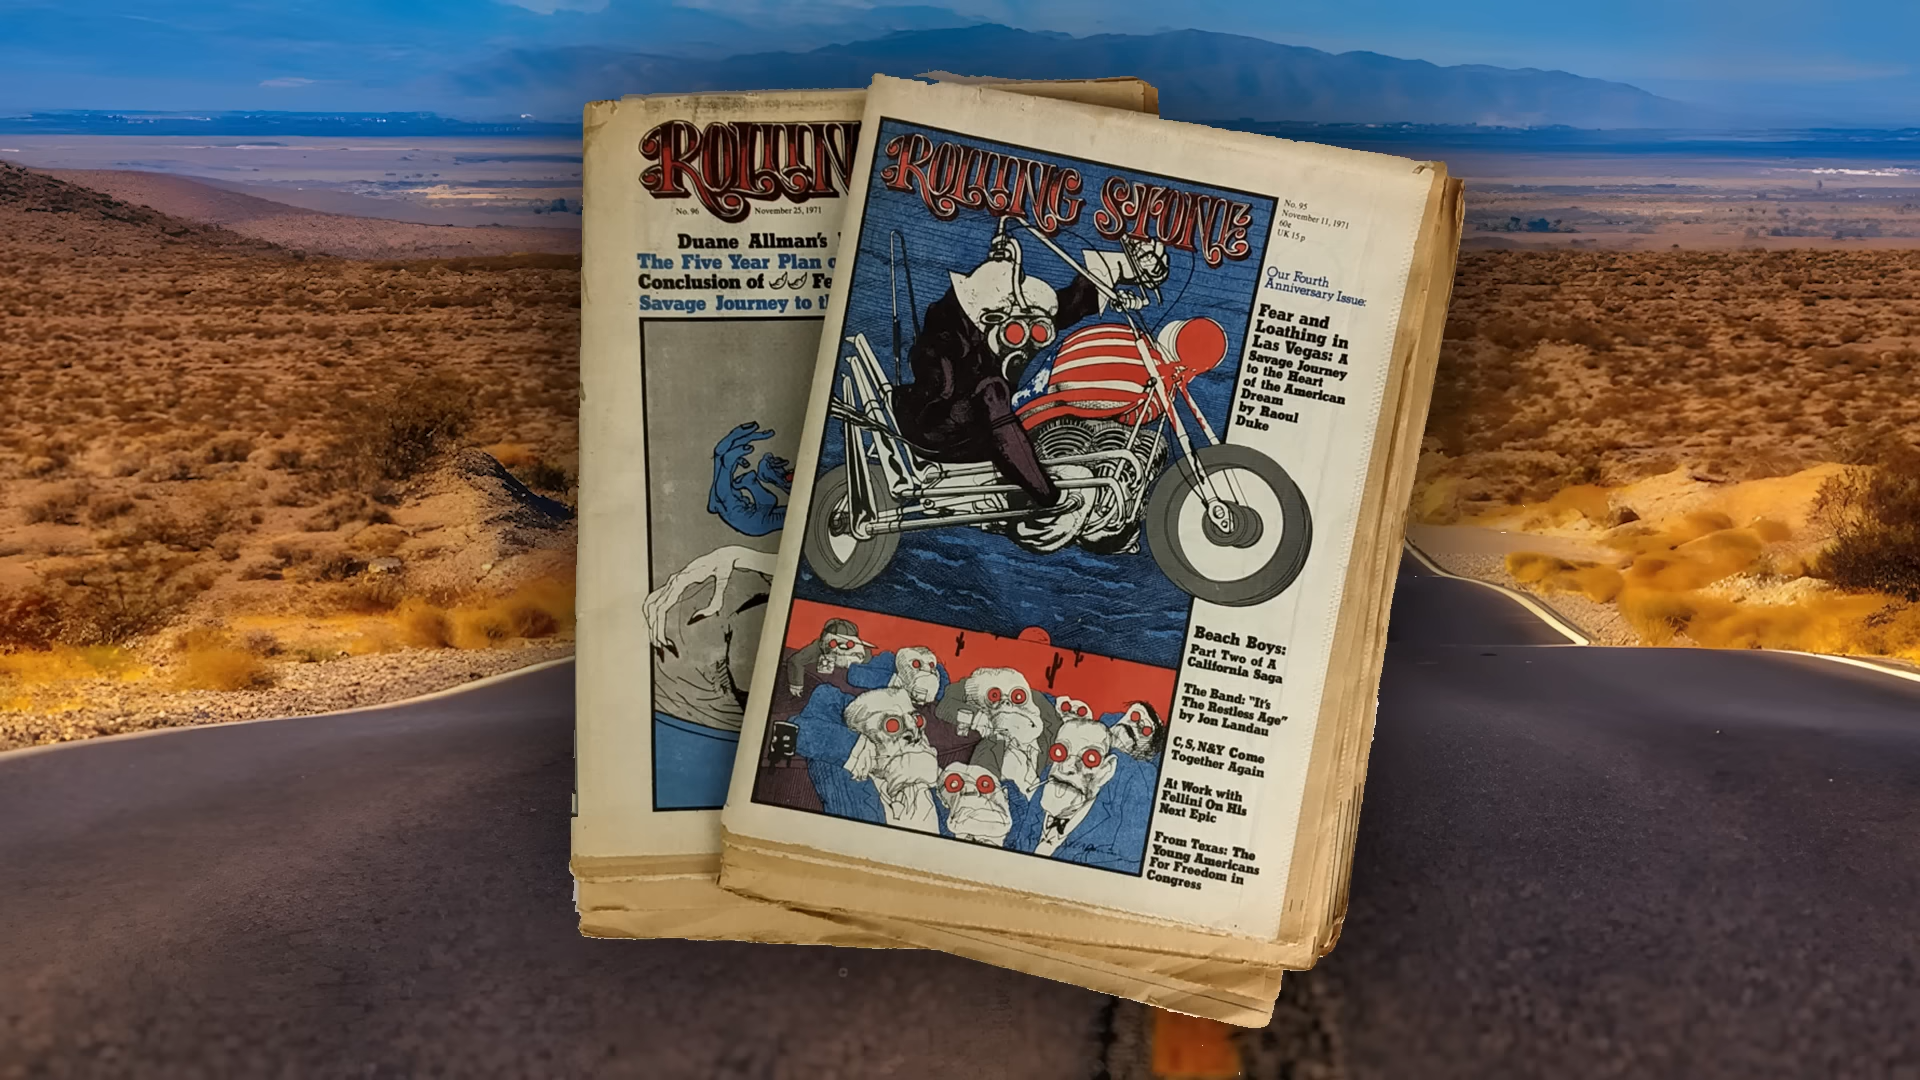 ROLLIN
No. 96
November 25, 1971
Duane Allman's
The Five Year Plan
Conclusion of
Savage Journey to
ROLLING STONE
No. 95
November 11, 1971
60¢
UK 15p
Our Fourth
Anniversary Issue:
Fear and
Loathing in
Las Vegas: A
Savage Journey
to the Heart
of the American
Dream
by Raoul
Duke
Beach Boys:
Part Two of A
California Saga
The Band: "It's
The Restless Age"
by Jon Landau
C, S, N&Y Come
Together Again
At Work with
Fellini On His
Next Epic
From Texas: The
Young Americans
For Freedom in
Congress